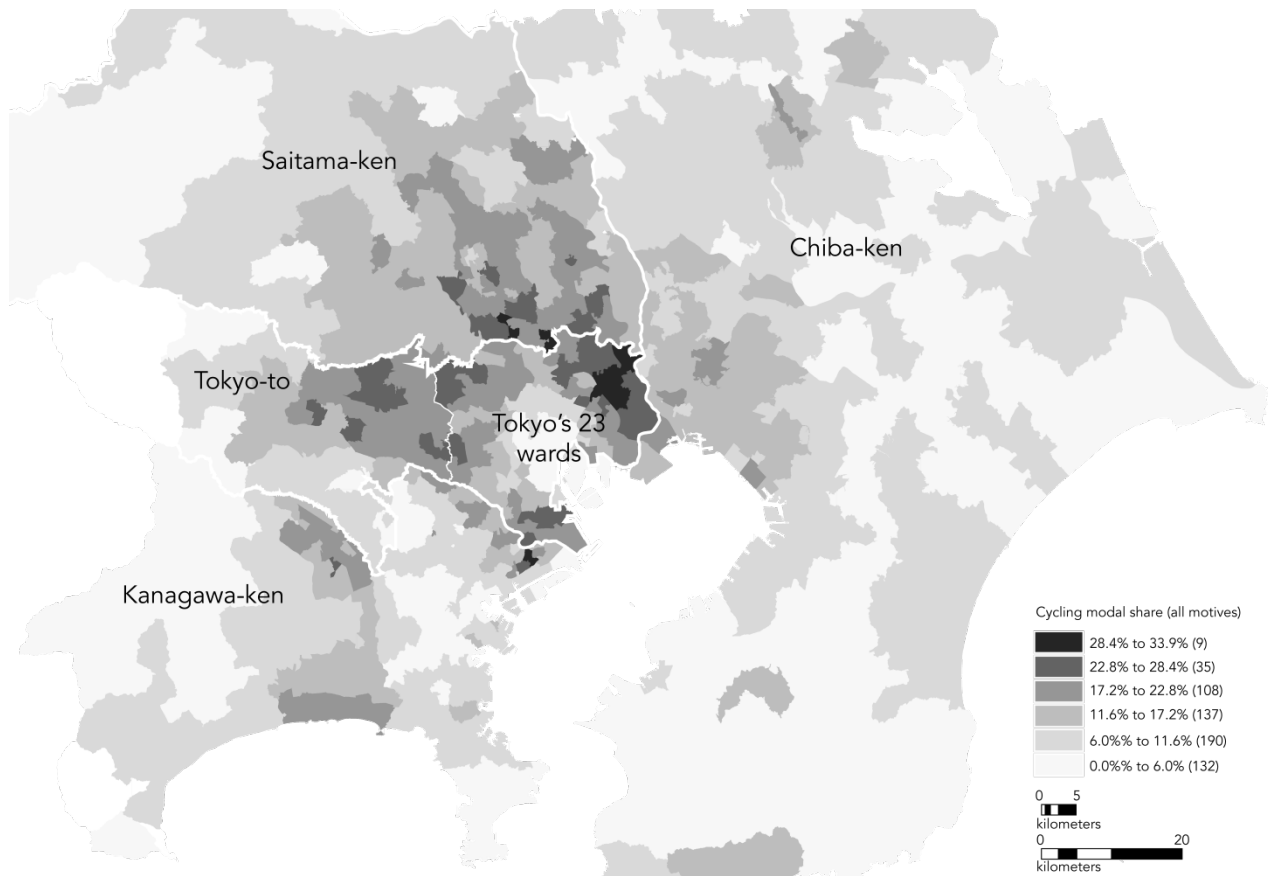 Saitama-ken
Chiba-ken
Tokyo-to
Tokyo's 23
wards
Kanagawa-ken
Cycling modal share (all motives)
28.4% to 33.9% (9)
22.8% to 28.4% (35)
17.2% to 22.8% (108)
11.6% to 17.2% (137)
6.0%% to 11.6% (190)
0.0%% to 6.0% (132)
0 5
kilometers
0 20
kilometers